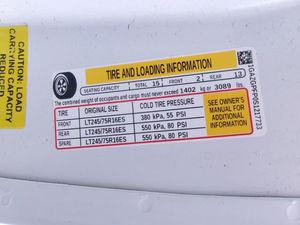 TIRE AND LOADING INFORMATION
SEATING CAPACITY TOTAL 15 FRONT 2 REAR 13
The combined weight of occupants and cargo must never exceed 1402 kg or 3089 lbs.
TIRE ORIGINAL SIZE COLD TIRE PRESSURE
FRONT LT245/75R16ES 380 kPa, 55 PSI
REAR LT245/75R16ES 550 kPa, 80 PSI
SPARE LT245/75R16ES 550 kPa, 80 PSI
SEE OWNER'S
MANUAL FOR
ADDITIONAL
INFORMATION
CAUTION: LOAD
CARRYING CAPACITY
REDUCED